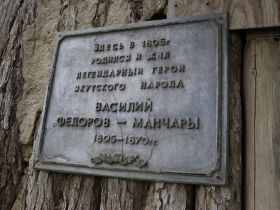 Здесь в 1805г
родился и жил
легендарный герой
якутского народа
ВАСИЛИЙ
ФЕДОРОВ — МАНЧАРЫ
1805-1870гг.